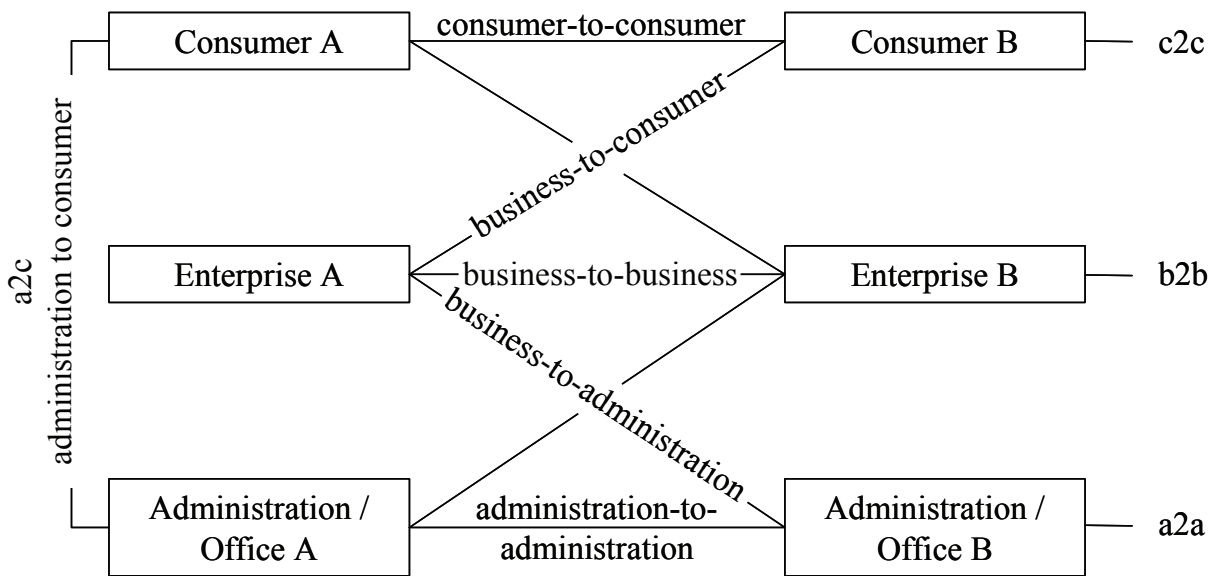 consumer-to-consumer
Consumer A
Consumer B
c2c
a2c
administration to consumer
business-to-consumer
Enterprise A
business-to-business
Enterprise B
b2b
business-to-administration
Administration /
Office A
administration-to-
administration
Administration /
Office B
a2a